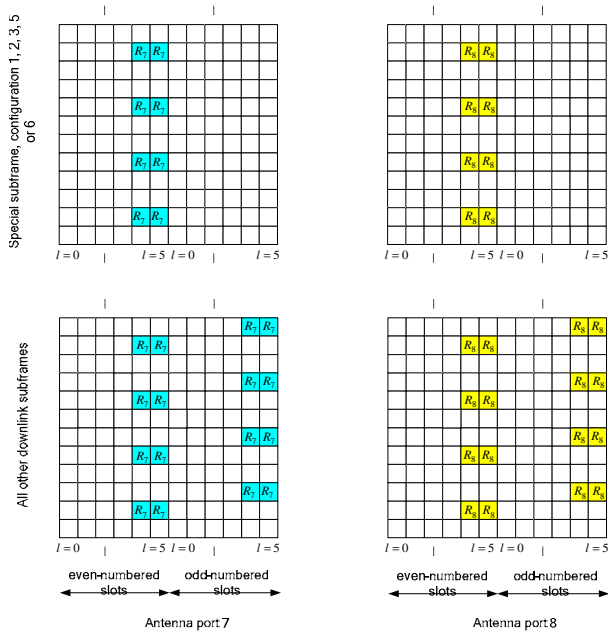 Special subframe, configuration 1, 2, 3, 5
or 6
R7 R7 R8 R8
R7 R7 R8 R8
R7 R7 R8 R8
R7 R7 R8 R8
l = 0 l = 5 l = 0 l = 5 l = 0 l = 5 l = 0 l = 5
All other downlink subframes
R7 R7 R8 R8
R7 R7 R8 R8
R7 R7 R8 R8
R7 R7 R8 R8
R7 R7 R8 R8
R7 R7 R8 R8
R7 R7 R8 R8
R7 R7 R8 R8
l = 0 l = 5 l = 0 l = 5 l = 0 l = 5 l = 0 l = 5
even-numbered odd-numbered even-numbered odd-numbered
slots slots slots slots
Antenna port 7 Antenna port 8